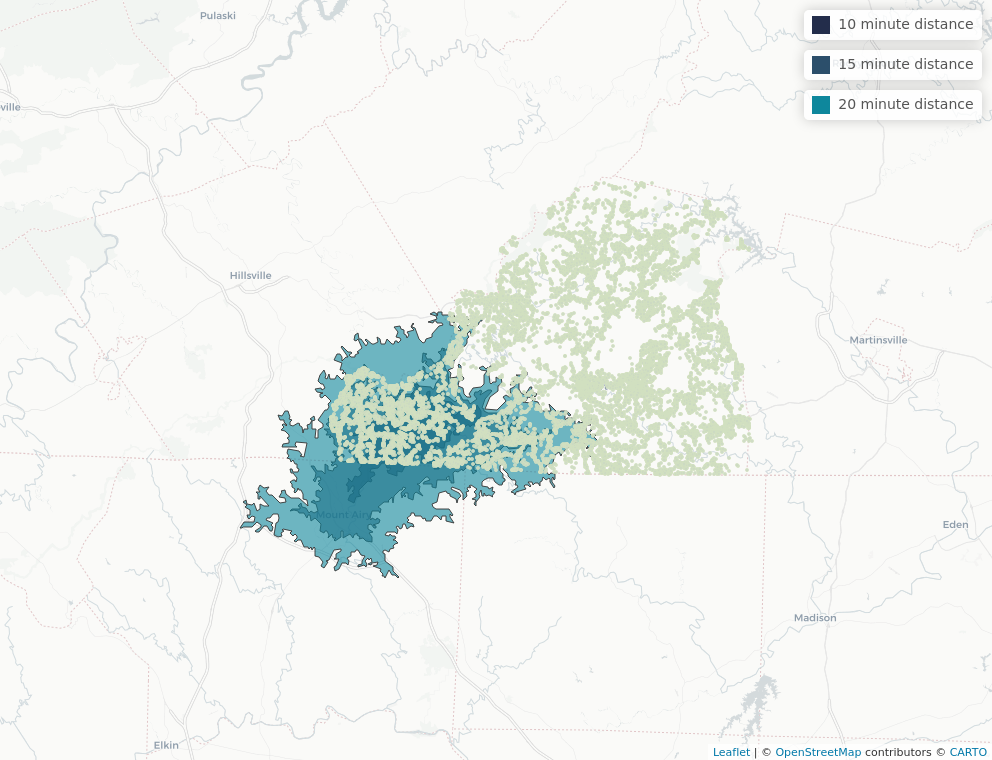 Pulaski
10 minute distance
15 minute distance
20 minute distance
ville
Hillsville
Martinsville
Mount Airy
Eden
Madison
Elkin
Leaflet | © OpenStreetMap contributors © CARTO